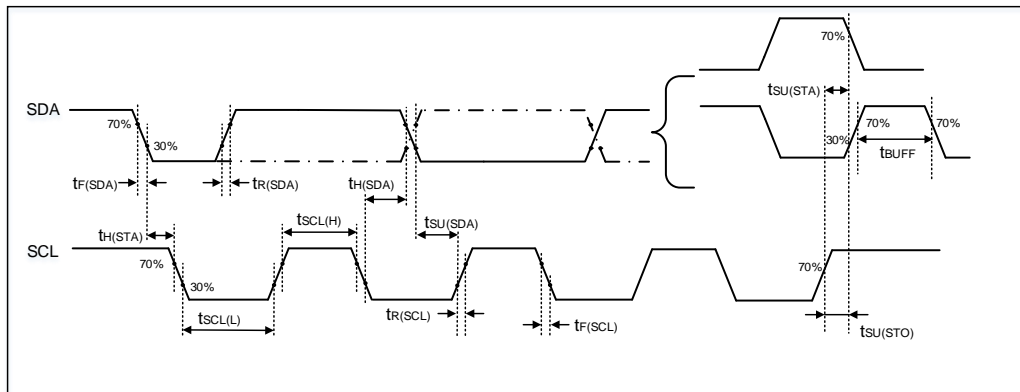 70%
tSU(STA)
SDA
70%
30%
30%
70%
70%
tBUFF
tF(SDA)
tR(SDA)
tH(SDA)
tH(STA)
tSCL(H)
tSU(SDA)
SCL
70%
30%
70%
tSCL(L)
tR(SCL)
tF(SCL)
tSU(STO)